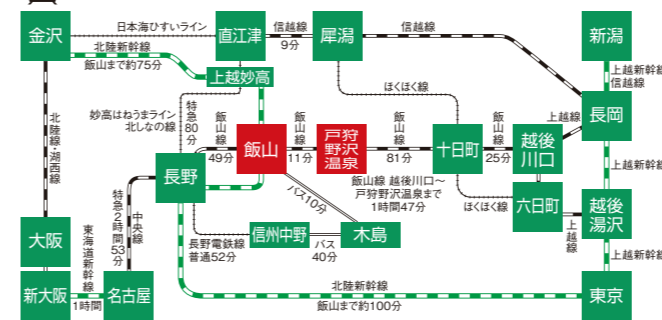 金沢
日本海ひすいライン
直江津
信越線
9分
犀潟
信越線
新潟
北陸新幹線
飯山まで約75分
上越妙高
ほくほく線
上越新幹線
信越線
長岡
妙高はねうまライン
北しなの線
特急80分
飯山線
49分
飯山
飯山線
11分
戸狩
野沢
温泉
飯山線
81分
十日町
飯山線
25分
越後
川口
上越線
上越新幹線
北陸線・湖西線
長野
バス10分
飯山線 越後川口〜
戸狩野沢温泉まで
1時間47分
ほくほく線
六日町
上越線
越後
湯沢
大阪
東海道新幹線
1時間
特急2時間53分
中央線
長野電鉄線
普通52分
信州中野
バス
40分
木島
上越新幹線
新大阪
名古屋
北陸新幹線
飯山まで約100分
東京